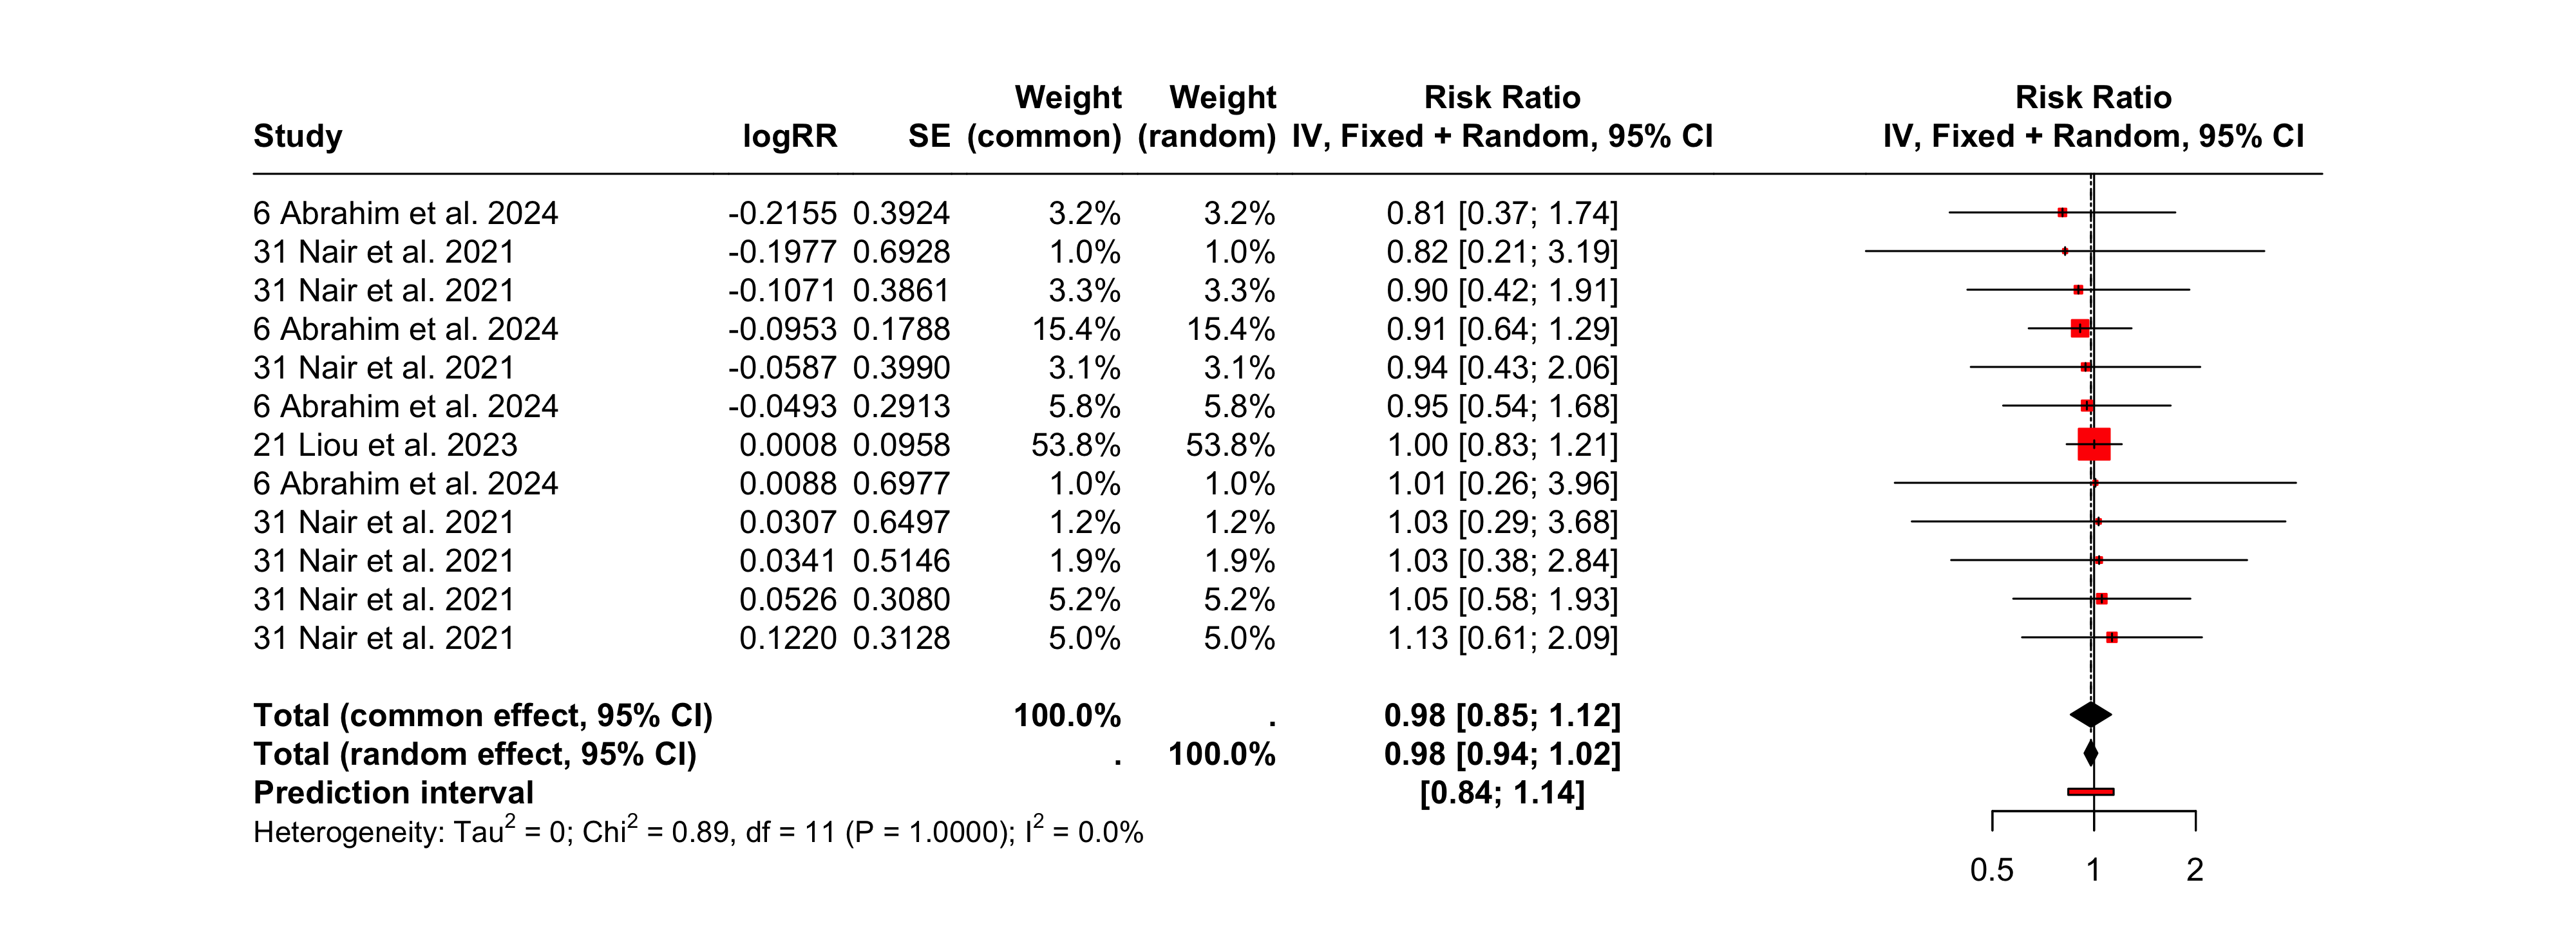 Weight Weight Risk Ratio Risk Ratio
Study logRR SE (common) (random) IV, Fixed + Random, 95% CI IV, Fixed + Random, 95% CI
6 Abrahim et al. 2024 -0.2155 0.3924 3.2% 3.2% 0.81 [0.37; 1.74]
31 Nair et al. 2021 -0.1977 0.6928 1.0% 1.0% 0.82 [0.21; 3.19]
31 Nair et al. 2021 -0.1071 0.3861 3.3% 3.3% 0.90 [0.42; 1.91]
6 Abrahim et al. 2024 -0.0953 0.1788 15.4% 15.4% 0.91 [0.64; 1.29]
31 Nair et al. 2021 -0.0587 0.3990 3.1% 3.1% 0.94 [0.43; 2.06]
6 Abrahim et al. 2024 -0.0493 0.2913 5.8% 5.8% 0.95 [0.54; 1.68]
21 Liou et al. 2023 0.0008 0.0958 53.8% 53.8% 1.00 [0.83; 1.21]
6 Abrahim et al. 2024 0.0088 0.6977 1.0% 1.0% 1.01 [0.26; 3.96]
31 Nair et al. 2021 0.0307 0.6497 1.2% 1.2% 1.03 [0.29; 3.68]
31 Nair et al. 2021 0.0341 0.5146 1.9% 1.9% 1.03 [0.38; 2.84]
31 Nair et al. 2021 0.0526 0.3080 5.2% 5.2% 1.05 [0.58; 1.93]
31 Nair et al. 2021 0.1220 0.3128 5.0% 5.0% 1.13 [0.61; 2.09]
Total (common effect, 95% CI) 100.0% . 0.98 [0.85; 1.12]
Total (random effect, 95% CI) . 100.0% 0.98 [0.94; 1.02]
Prediction interval [0.84; 1.14]
Heterogeneity: Tau² = 0; Chi² = 0.89, df = 11 (P = 1.0000); I² = 0.0%
0.5 1 2